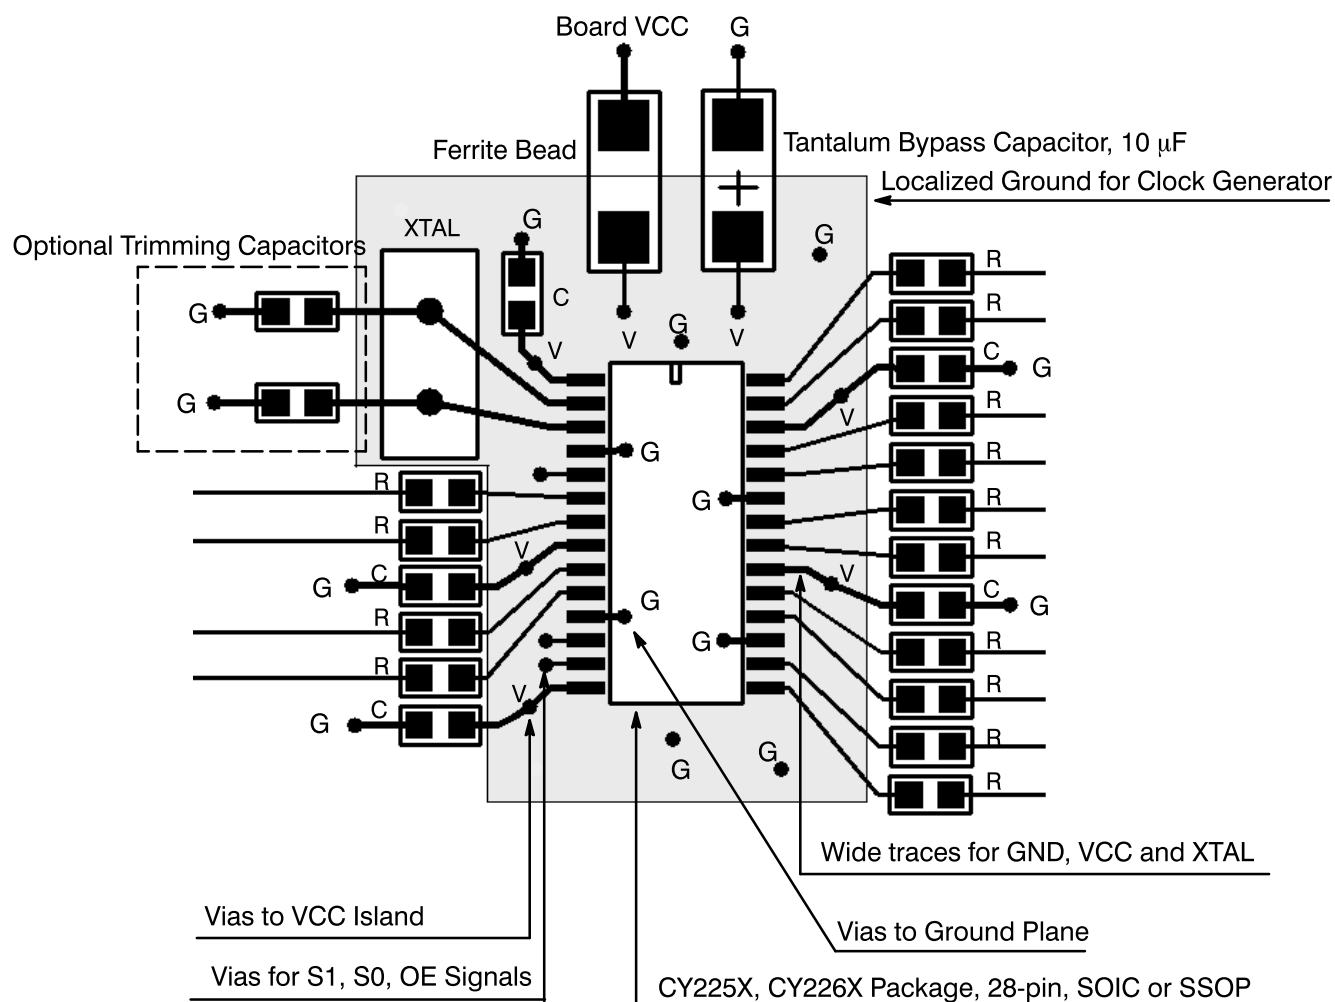 Board VCC
G
Ferrite Bead
Tantalum Bypass Capacitor, 10 µF
Localized Ground for Clock Generator
XTAL
G
G
Optional Trimming Capacitors
R
C
G
R
V
G
V
V
C
G
G
V
R
G
R
G
R
R
R
V
R
C
G
V
C
G
R
G
G
R
R
R
V
C
G
R
G
G
R
Wide traces for GND, VCC and XTAL
Vias to VCC Island
Vias to Ground Plane
Vias for S1, S0, OE Signals
CY225X, CY226X Package, 28-pin, SOIC or SSOP